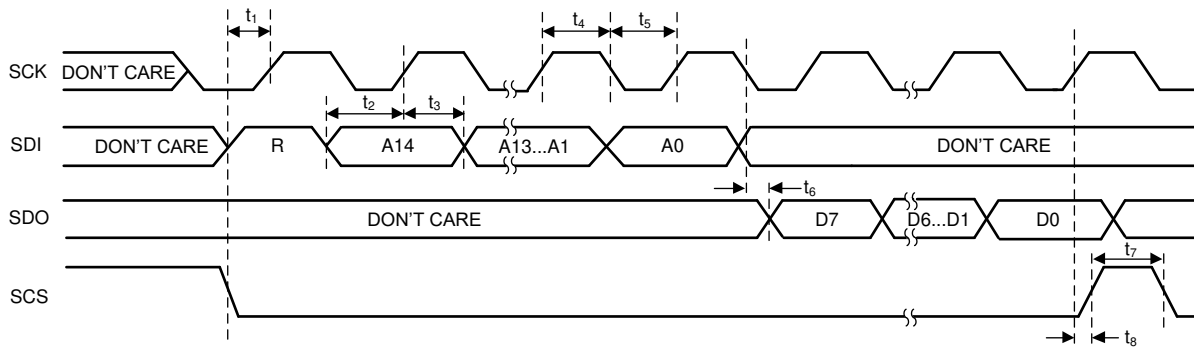 t1 t4 t5
SCK DON'T CARE
t2 t3
SDI DON'T CARE R A14 A13...A1 A0 DON'T CARE
t6
SDO DON'T CARE D7 D6...D1 D0
t7
SCS
t8